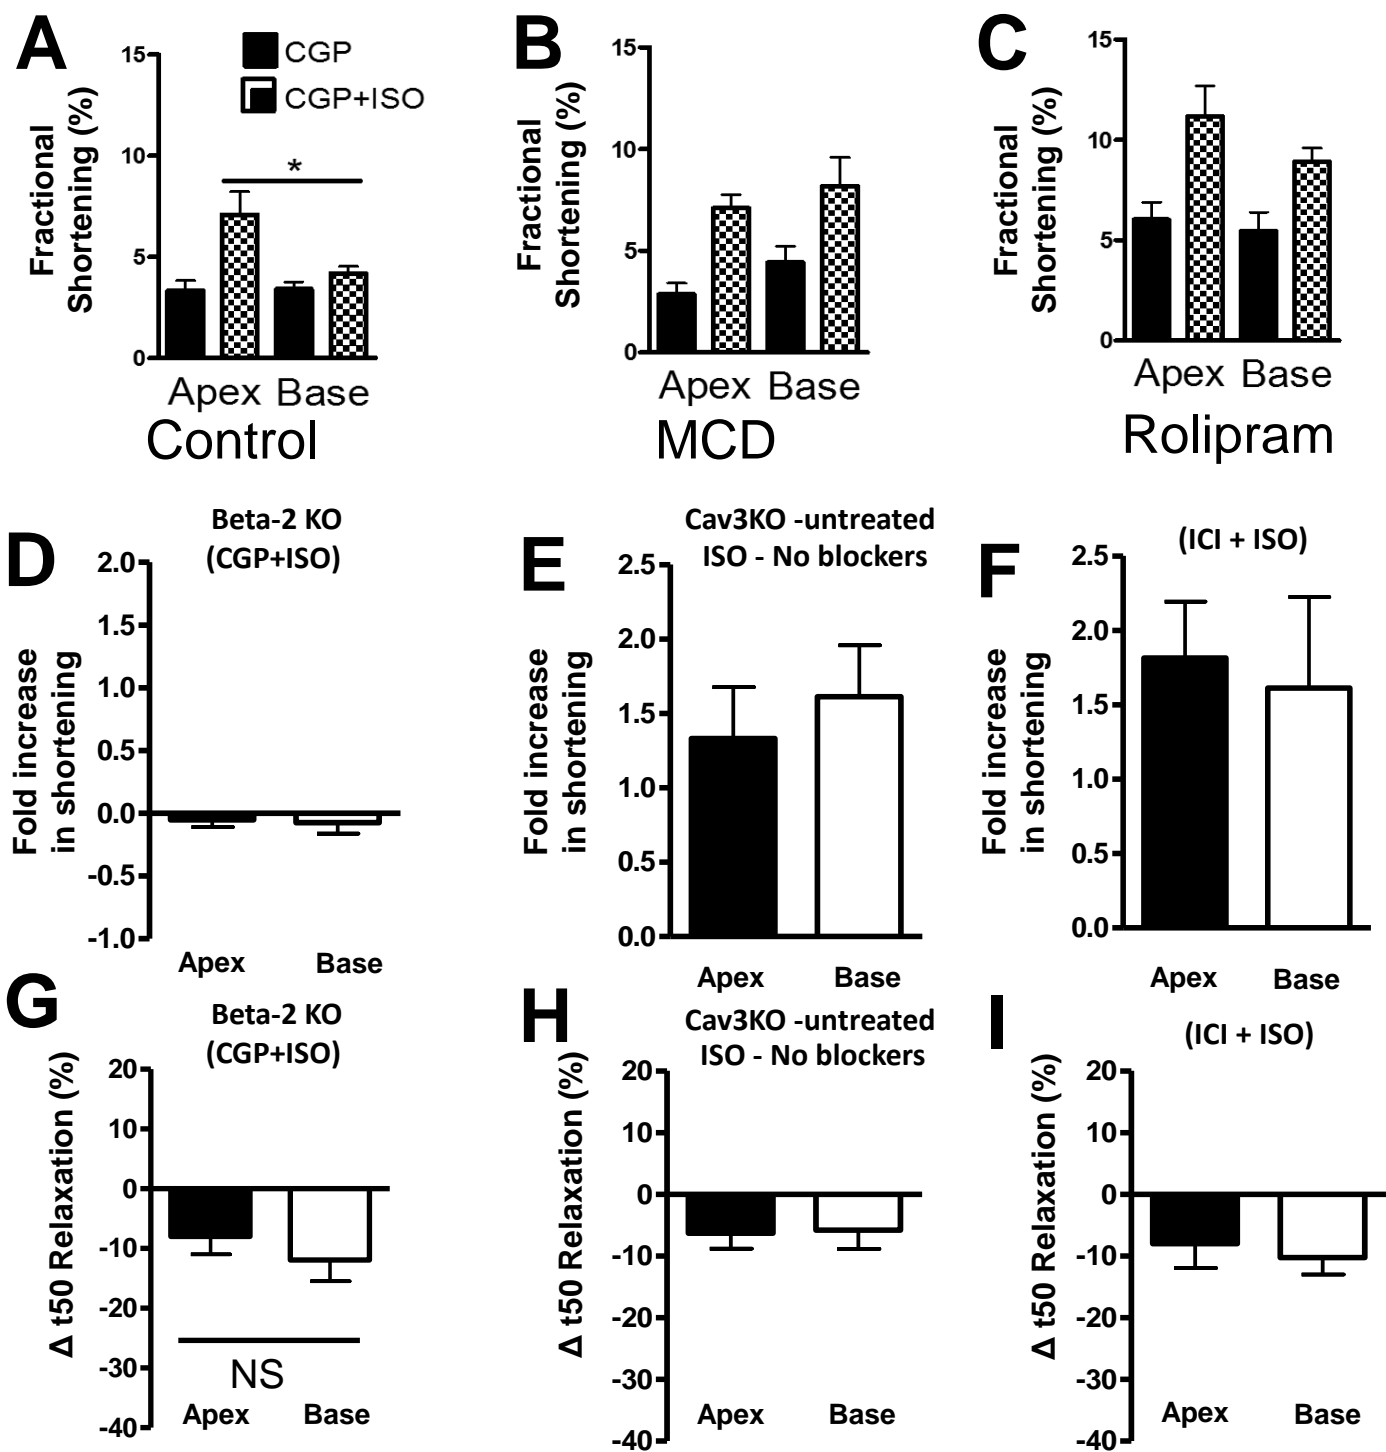 A
CGP
CGP+ISO
Fractional
Shortening (%)
15
10
5
0
*
Apex Base
Control
B
Fractional
Shortening (%)
15
10
5
0
Apex Base
MCD
C
Fractional
Shortening (%)
15
10
5
0
Apex Base
Rolipram
D
Beta-2 KO
(CGP+ISO)
Fold increase
in shortening
2.0
1.5
1.0
0.5
0.0
-0.5
-1.0
Apex Base
E
Cav3KO -untreated
ISO - No blockers
Fold increase
in shortening
2.5
2.0
1.5
1.0
0.5
0.0
Apex Base
F
(ICI + ISO)
Fold increase
in shortening
2.5
2.0
1.5
1.0
0.5
0.0
Apex Base
G
Beta-2 KO
(CGP+ISO)
Δ t50 Relaxation (%)
20
10
0
-10
-20
-30
-40
NS
Apex Base
H
Cav3KO -untreated
ISO - No blockers
Δ t50 Relaxation (%)
20
10
0
-10
-20
-30
-40
Apex Base
I
(ICI + ISO)
Δ t50 Relaxation (%)
20
10
0
-10
-20
-30
-40
Apex Base